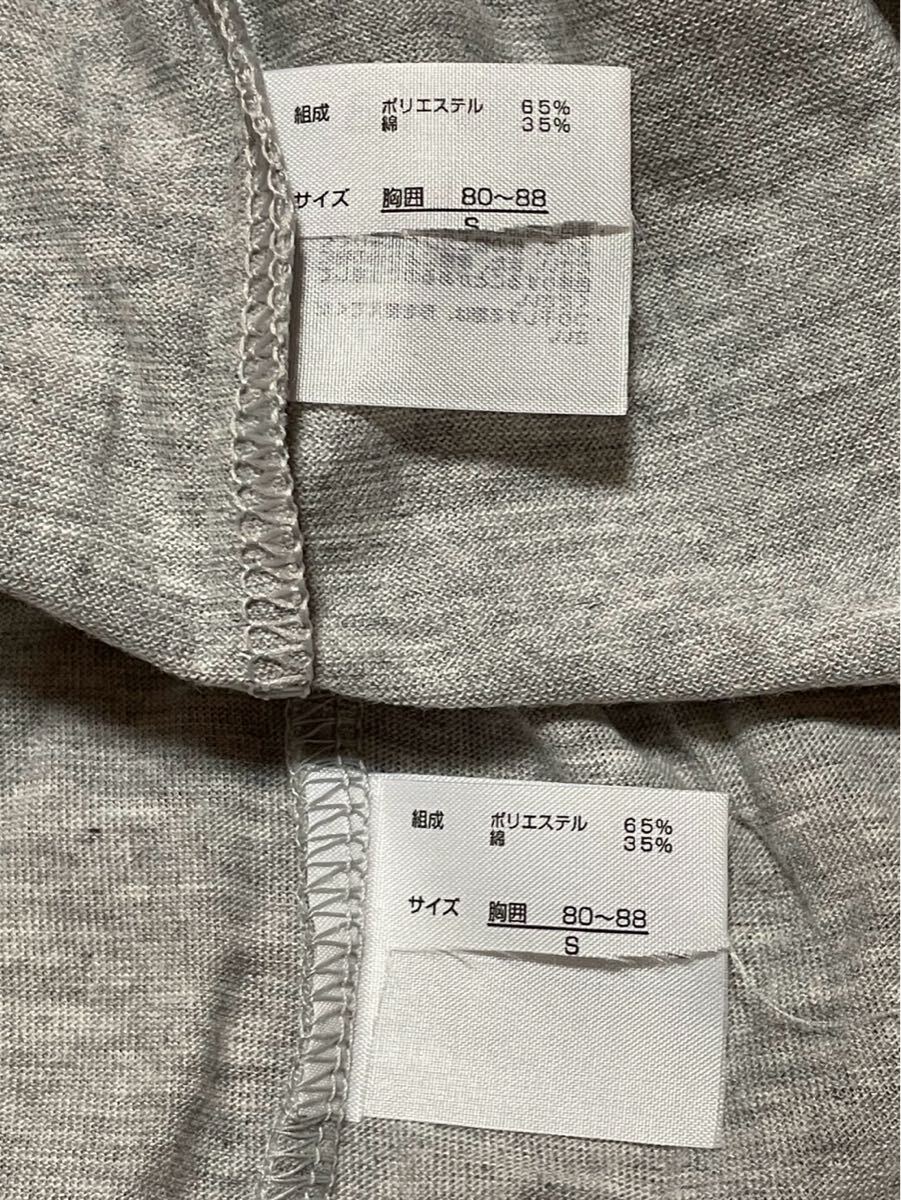 組成 ポリエステル 65%
綿 35%
サイズ 胸囲 80〜88
S
組成 ポリエステル 65%
綿 35%
サイズ 胸囲 80〜88
S